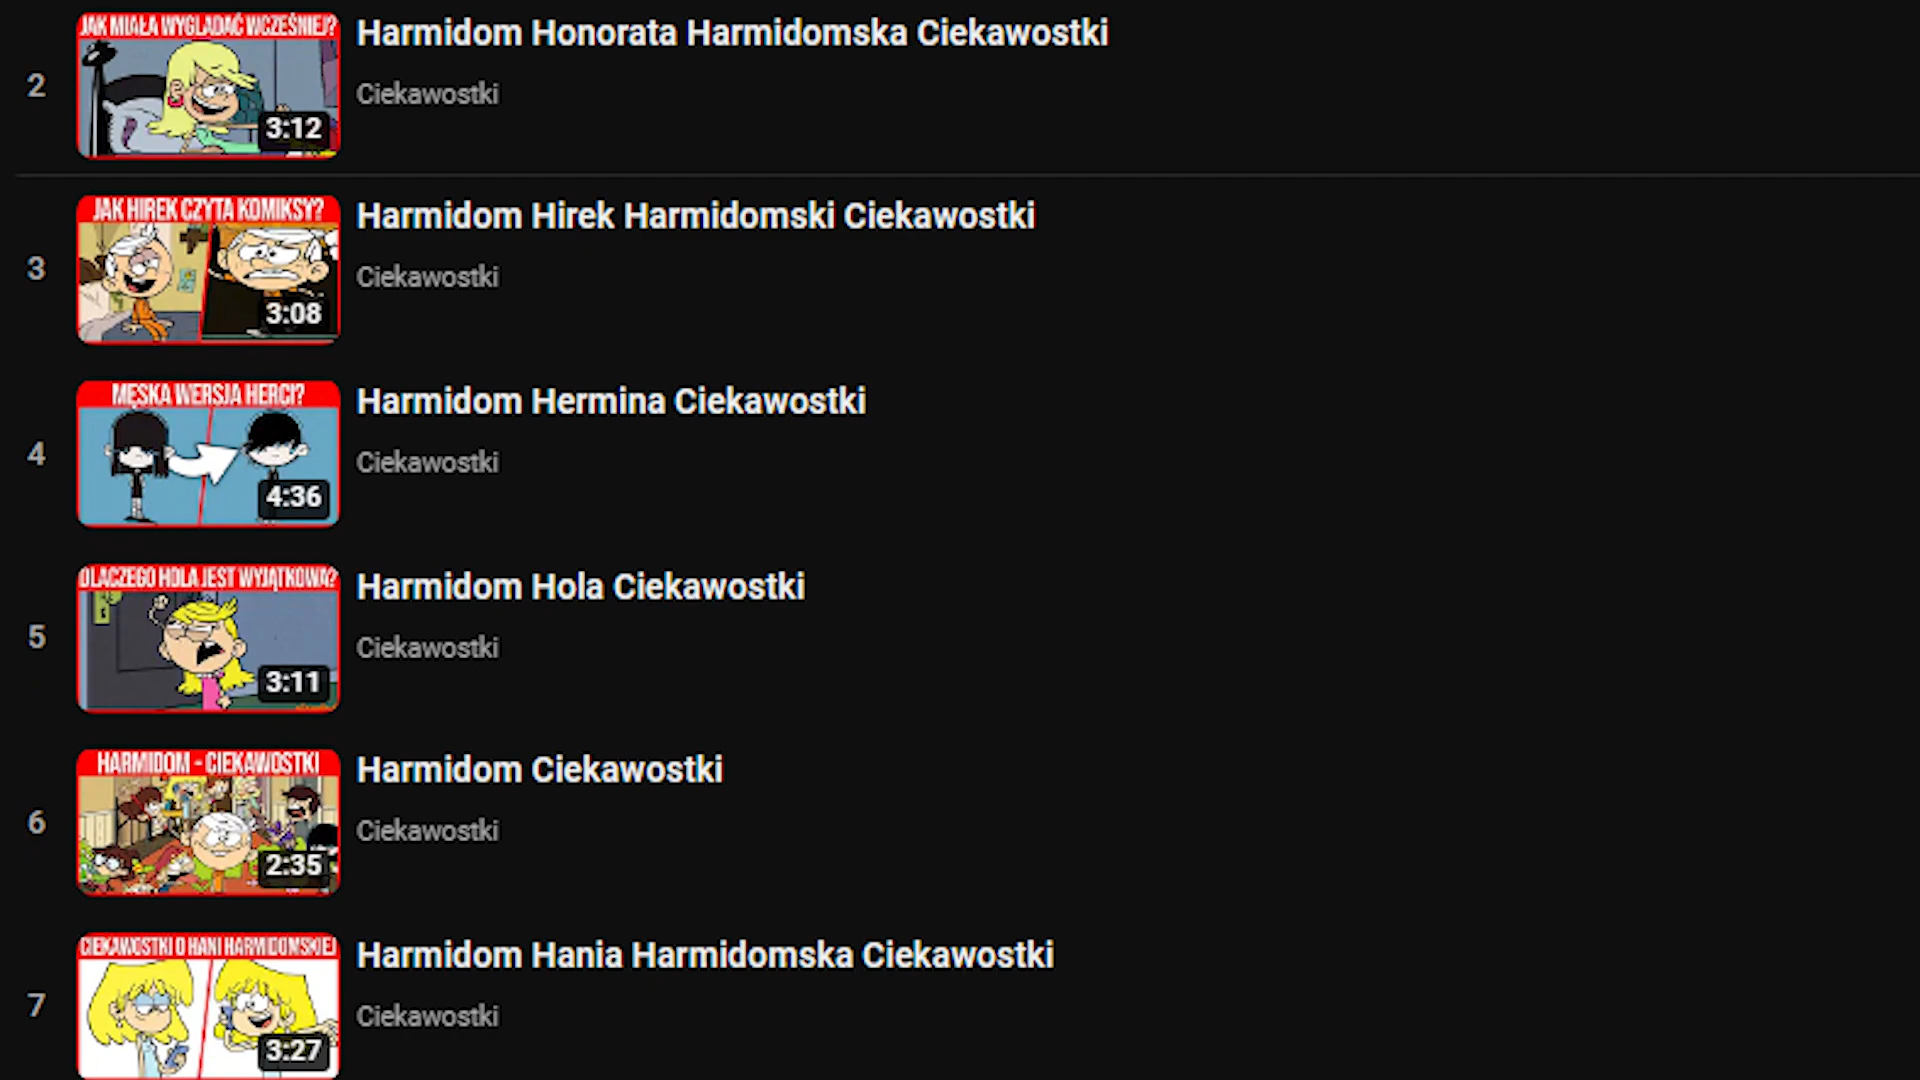 2
JAK MIAŁA WYGLĄDAĆ WCZEŚNIEJ?
3:12
Harmidom Honorata Harmidomska Ciekawostki
Ciekawostki
3
JAK HIREK CZYTA KOMIKSY?
3:08
Harmidom Hirek Harmidomski Ciekawostki
Ciekawostki
4
MĘSKA WERSJA HERCI?
4:36
Harmidom Hermina Ciekawostki
Ciekawostki
5
DLACZEGO HOLA JEST WYJĄTKOWA?
3:11
Harmidom Hola Ciekawostki
Ciekawostki
6
HARMIDOM - CIEKAWOSTKI
2:35
Harmidom Ciekawostki
Ciekawostki
7
CIEKAWOSTKI O HANI HARMIDOMSKIEJ
3:27
Harmidom Hania Harmidomska Ciekawostki
Ciekawostki